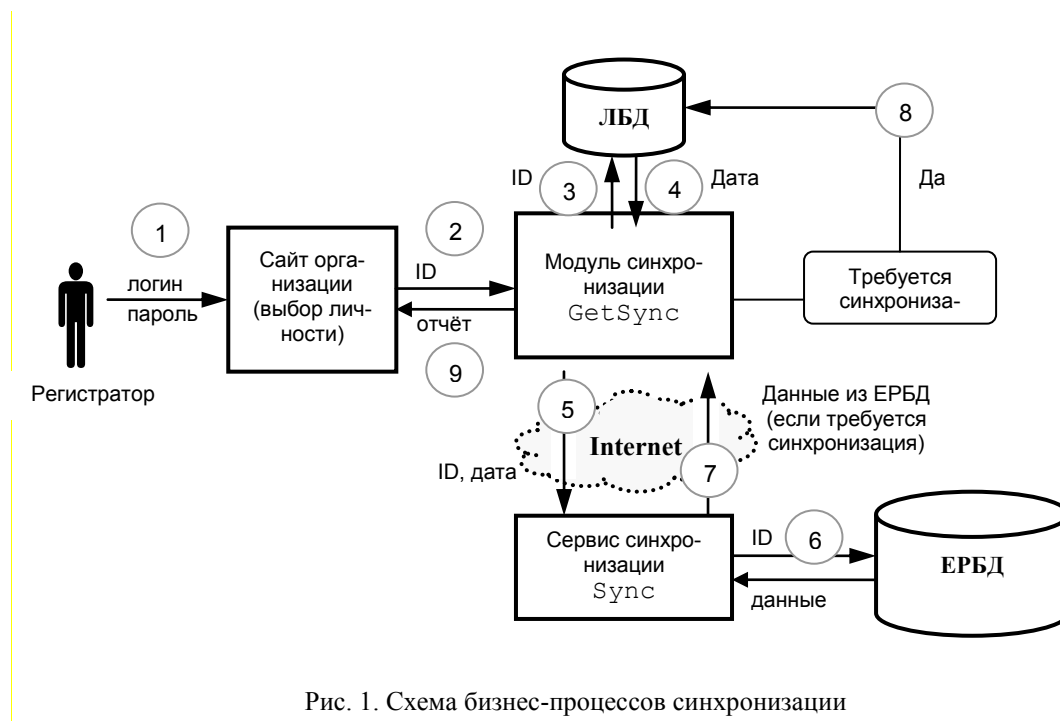 ЛБД
8
ID
3
4
Дата
Да
1
2
логин
пароль
Сайт орга-
низации
(выбор лич-
ности)
ID
отчёт
Модуль синхро-
низации
GetSync
Требуется
синхрониза-
9
Регистратор
5
Internet
7
Данные из ЕРБД
(если требуется
синхронизация)
ID, дата
Сервис синхро-
низации
Sync
ID
6
данные
ЕРБД
Рис. 1. Схема бизнес-процессов синхронизации